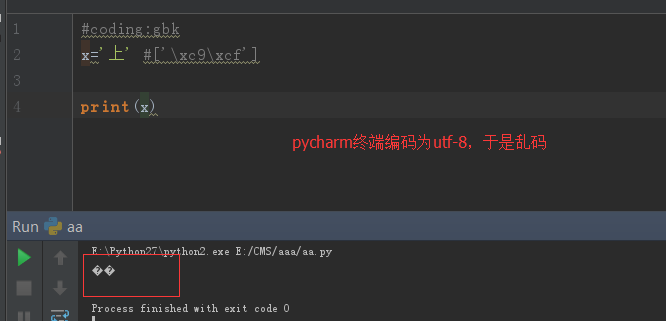 1 #coding:gbk
2 x='上' #['\xc9\xcf']
3
4 print(x)
pycharm终端编码为utf-8，于是乱码
Run aa
E:\Python27\python2.exe E:/CMS/aaa/aa.py
��
Process finished with exit code 0